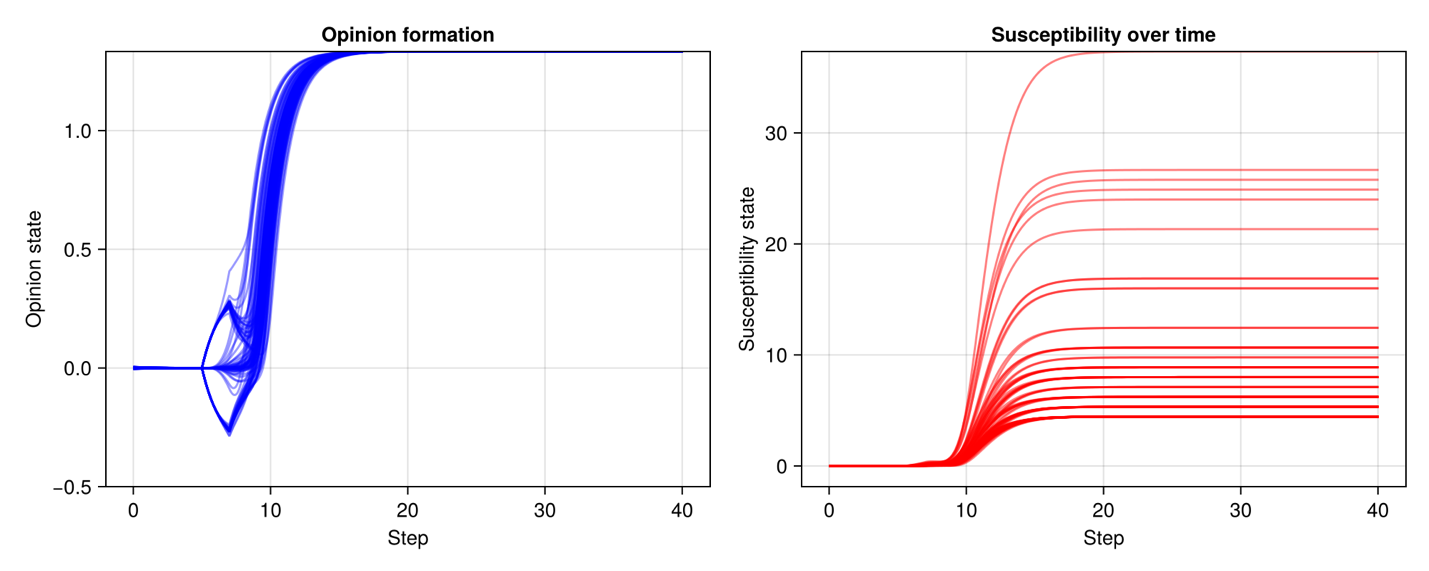 Opinion formation
Opinion state
1.0
0.5
0.0
−0.5
0 10 20 30 40
Step
Susceptibility over time
Susceptibility state
30
20
10
0
0 10 20 30 40
Step